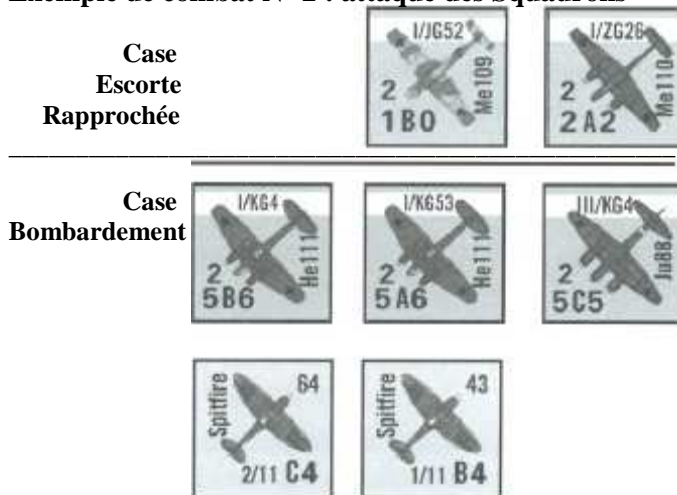 Exemple de combat N° 2 : attaque des Squadrons
Case
Escorte
Rapprochée
I/JG52
Me109
2
1B0
I/ZG26
Me110
2
2A2
Case
Bombardement
I/KG4
He111
2
5B6
I/KG53
He111
2
5A6
III/KG4
Ju88
2
5C5
64
Spitfire
2/11 C4
43
Spitfire
1/11 B4